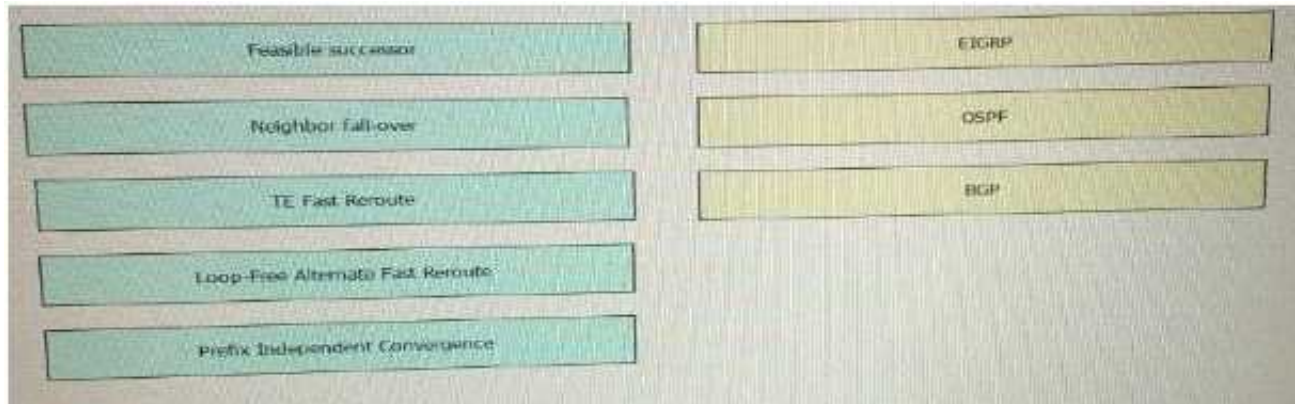 Feasible successor
Neighbor fall-over
TE Fast Reroute
Loop-Free Alternate Fast Reroute
Prefix Independent Convergence
EIGRP
OSPF
BGP